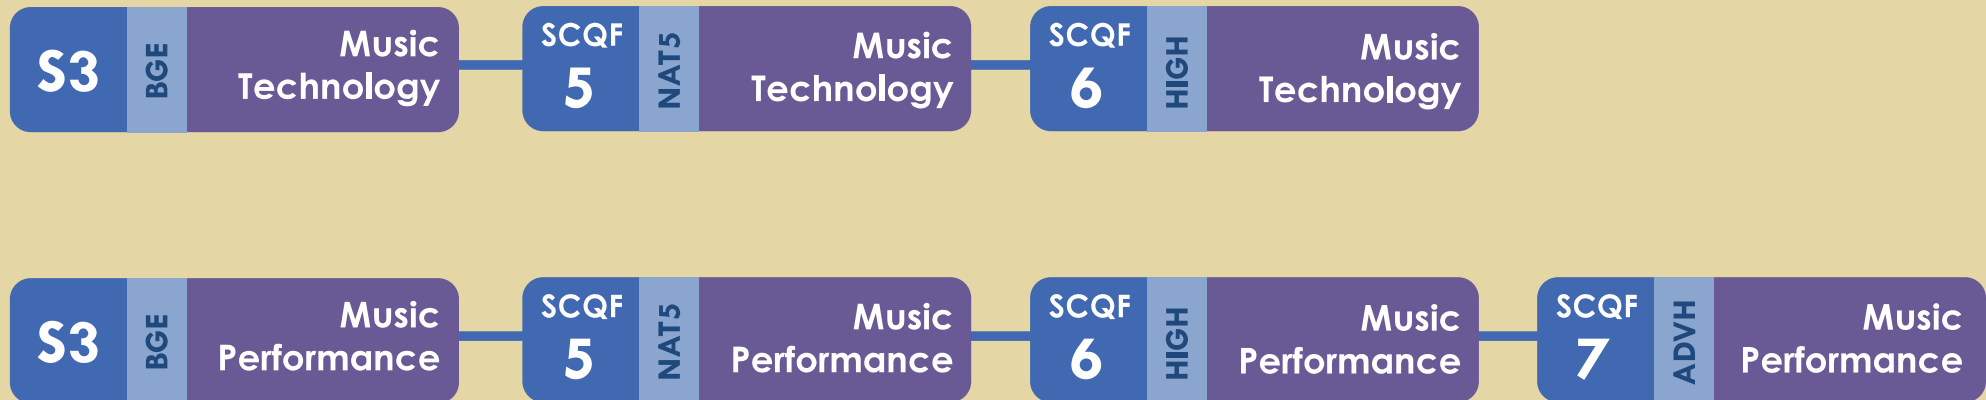 S3 BGE Music Technology
SCQF 5 NAT5 Music Technology
SCQF 6 HIGH Music Technology
S3 BGE Music Performance
SCQF 5 NAT5 Music Performance
SCQF 6 HIGH Music Performance
SCQF 7 ADVH Music Performance